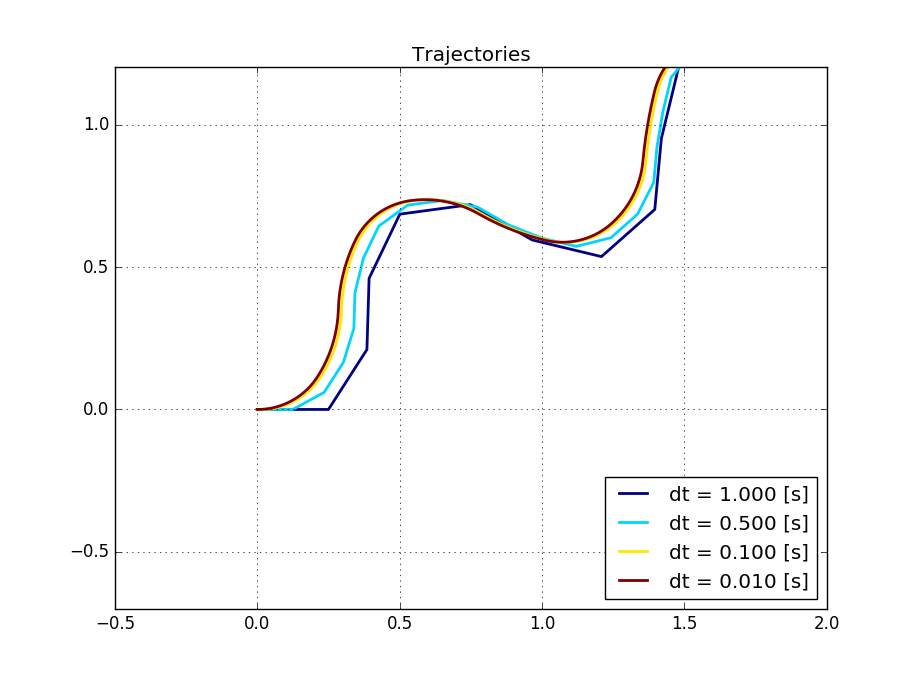 Trajectories
1.0
0.5
0.0
−0.5
−0.5
0.0
0.5
1.0
1.5
2.0
dt = 1.000 [s]
dt = 0.500 [s]
dt = 0.100 [s]
dt = 0.010 [s]